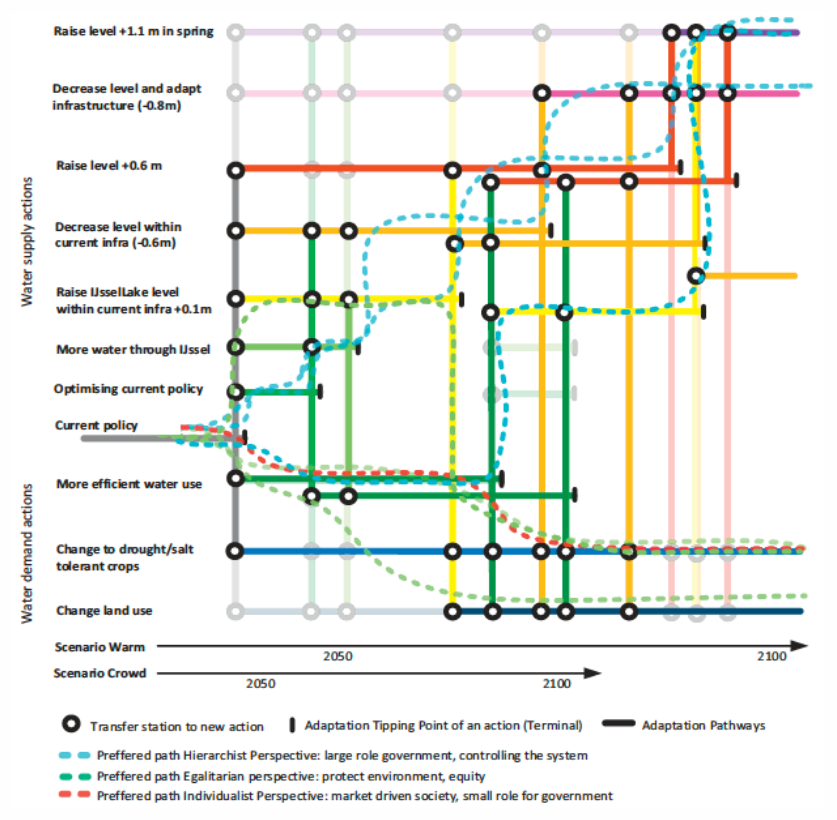 Raise level +1.1 m in spring
Decrease level and adapt
infrastructure (-0.8m)
Raise level +0.6 m
Decrease level within
current infra (-0.6m)
Raise IJsselLake level
within current infra +0.1m
More water through IJssel
Optimising current policy
Current policy
More efficient water use
Change to drought/salt
tolerant crops
Change land use
Water supply actions
Water demand actions
Scenario Warm
2050
2100
Scenario Crowd
2050
2100
Transfer station to new action
Adaptation Tipping Point of an action (Terminal)
Adaptation Pathways
Preffered path Hierarchist Perspective: large role government, controlling the system
Preffered path Egalitarian perspective: protect environment, equity
Preffered path Individualist Perspective: market driven society, small role for government